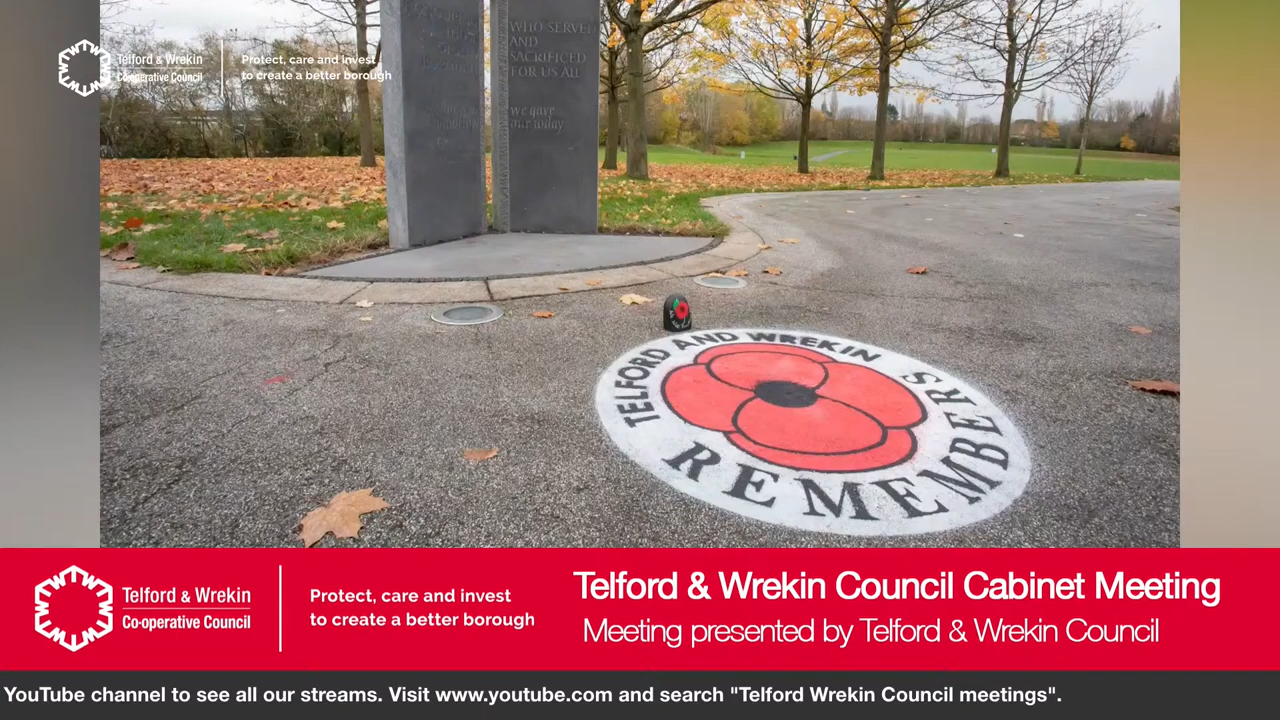 Telford & Wrekin
Co-operative Council
Protect, care and invest
to create a better borough
WHO SERVED
AND
SACRIFICED
FOR US ALL
we gave
our today
TELFORD AND WREKIN
REMEMBERS
Telford & Wrekin
Co-operative Council
Protect, care and invest
to create a better borough
Telford & Wrekin Council Cabinet Meeting
Meeting presented by Telford & Wrekin Council
YouTube channel to see all our streams. Visit www.youtube.com and search "Telford Wrekin Council meetings".